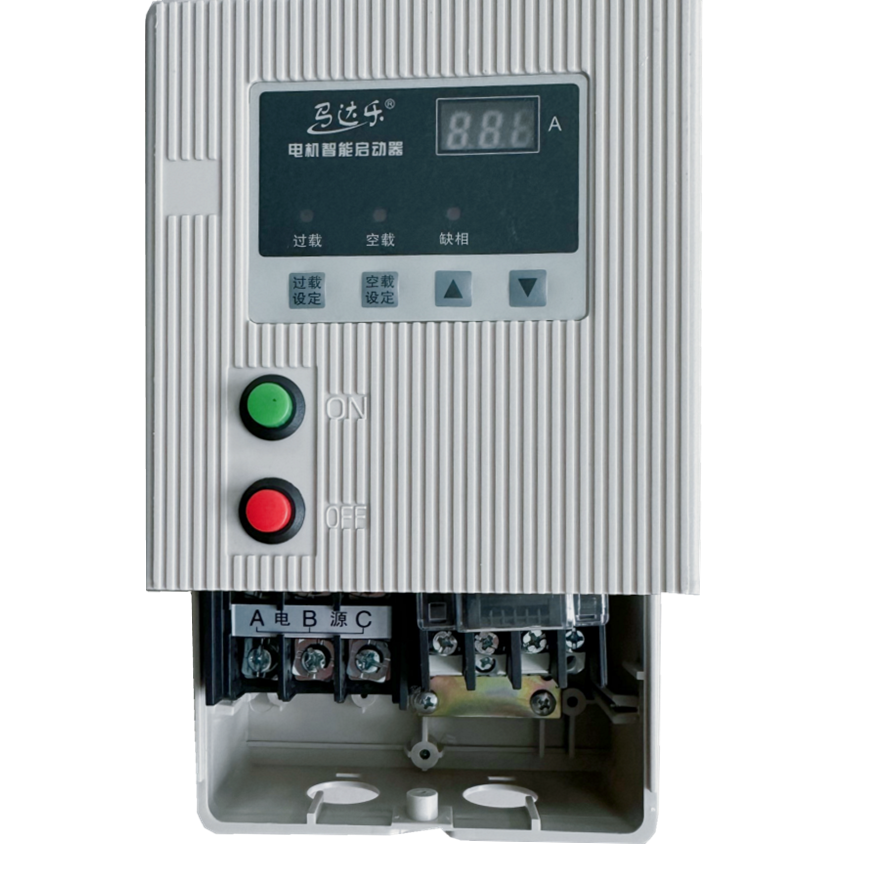 马达乐®
电机智能启动器
A
过载 空载 缺相
过载设定 空载设定 ▲ ▼
ON
OFF
A 电 B 源 C